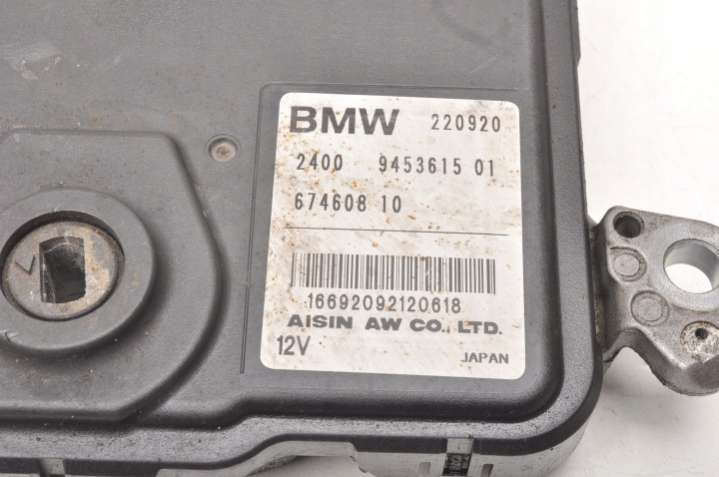 BMW 220920
2400 9453615 01
674608 10
16692092120618
AISIN AW CO., LTD.
12V JAPAN